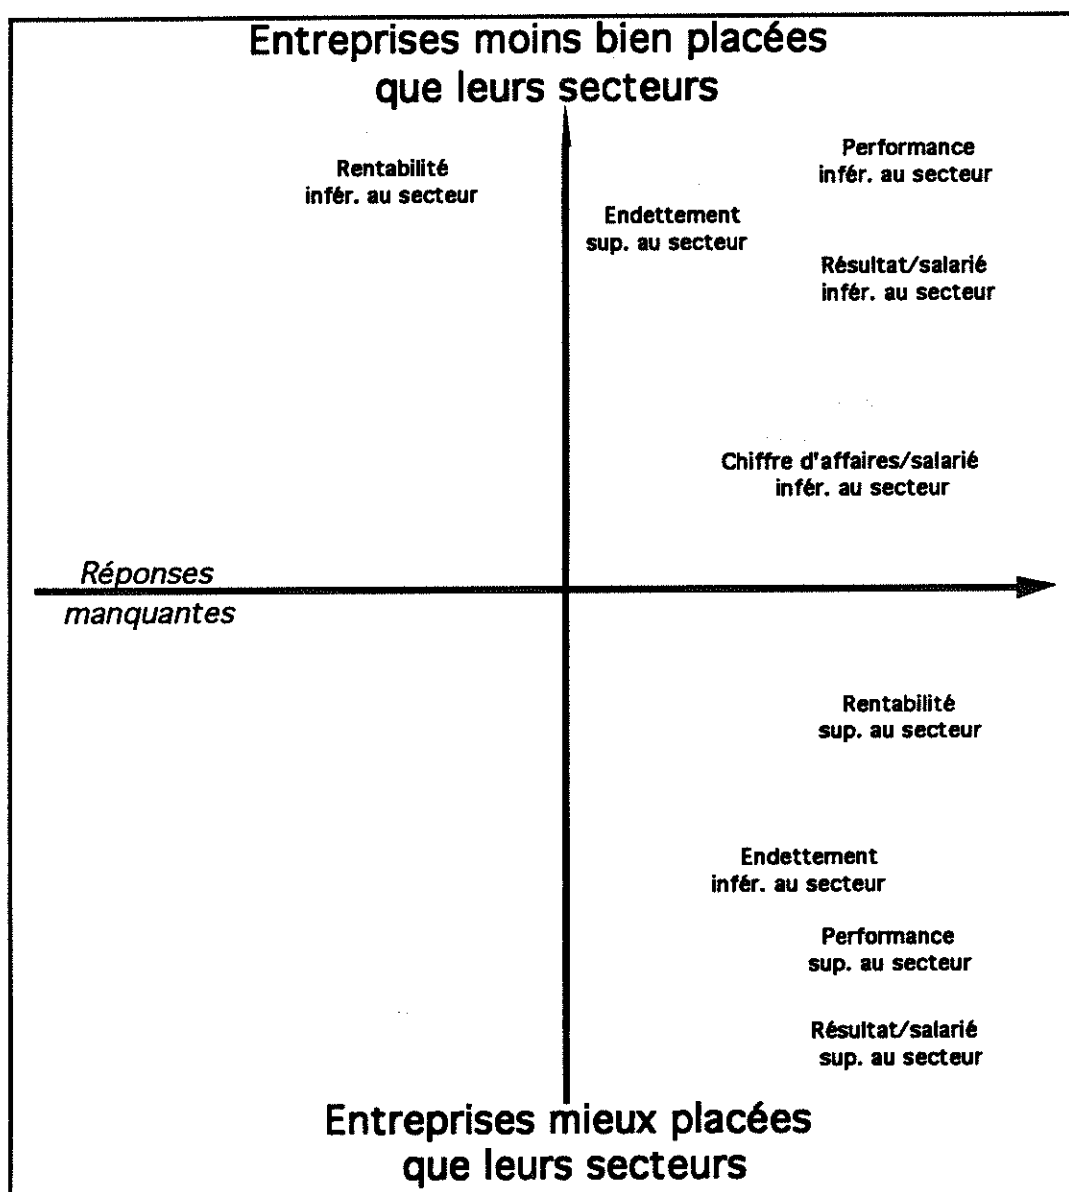 Entreprises moins bien placées
que leurs secteurs
Performance
infér. au secteur
Rentabilité
infér. au secteur
Endettement
sup. au secteur
Résultat/salarié
infér. au secteur
Chiffre d'affaires/salarié
infér. au secteur
Réponses
manquantes
Rentabilité
sup. au secteur
Endettement
infér. au secteur
Performance
sup. au secteur
Résultat/salarié
sup. au secteur
Entreprises mieux placées
que leurs secteurs